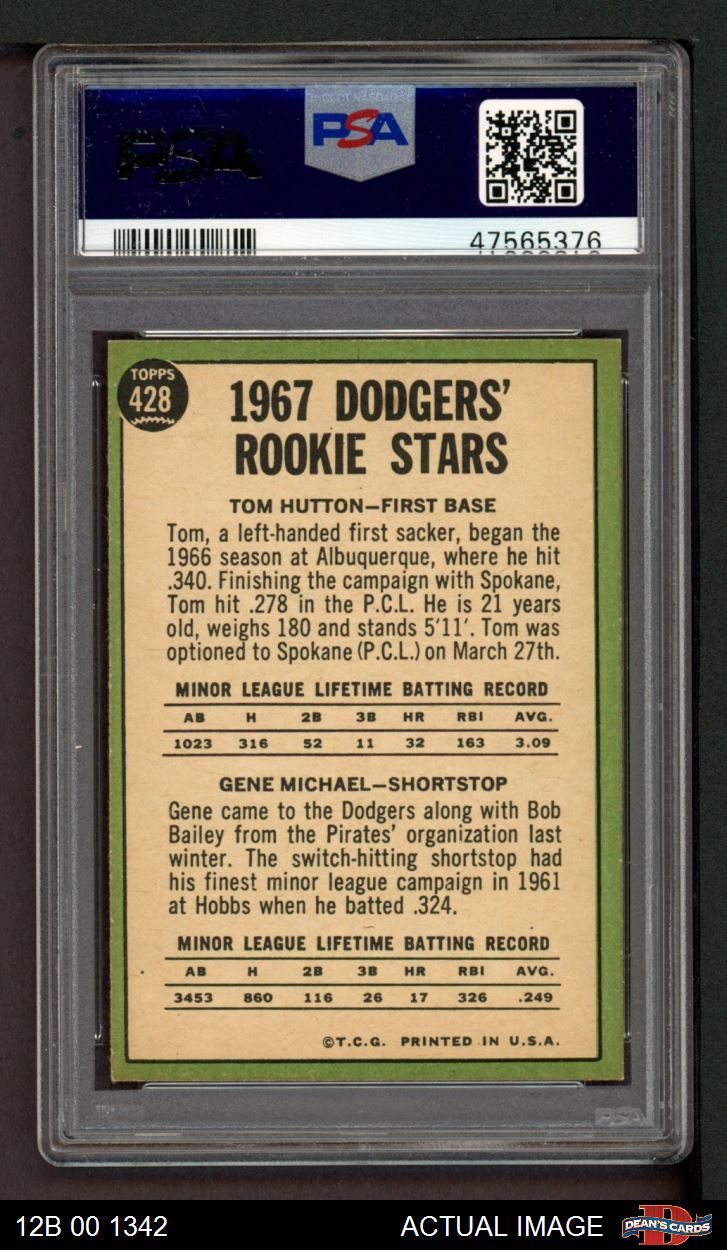 PSA
PSA
47565376
TOPPS
428
1967 DODGERS'
ROOKIE STARS
TOM HUTTON—FIRST BASE
Tom, a left-handed first sacker, began the
1966 season at Albuquerque, where he hit
.340. Finishing the campaign with Spokane,
Tom hit .278 in the P.C.L. He is 21 years
old, weighs 180 and stands 5'11'. Tom was
optioned to Spokane (P.C.L.) on March 27th.
MINOR LEAGUE LIFETIME BATTING RECORD
AB H 2B 3B HR RBI AVG.
1023 316 52 11 32 163 3.09
GENE MICHAEL—SHORTSTOP
Gene came to the Dodgers along with Bob
Bailey from the Pirates' organization last
winter. The switch-hitting shortstop had
his finest minor league campaign in 1961
at Hobbs when he batted .324.
MINOR LEAGUE LIFETIME BATTING RECORD
AB H 2B 3B HR RBI AVG.
3453 860 116 26 17 326 .249
©T.C.G. PRINTED IN U.S.A.
PSA
12B 00 1342 ACTUAL IMAGE DEAN'S CARDS